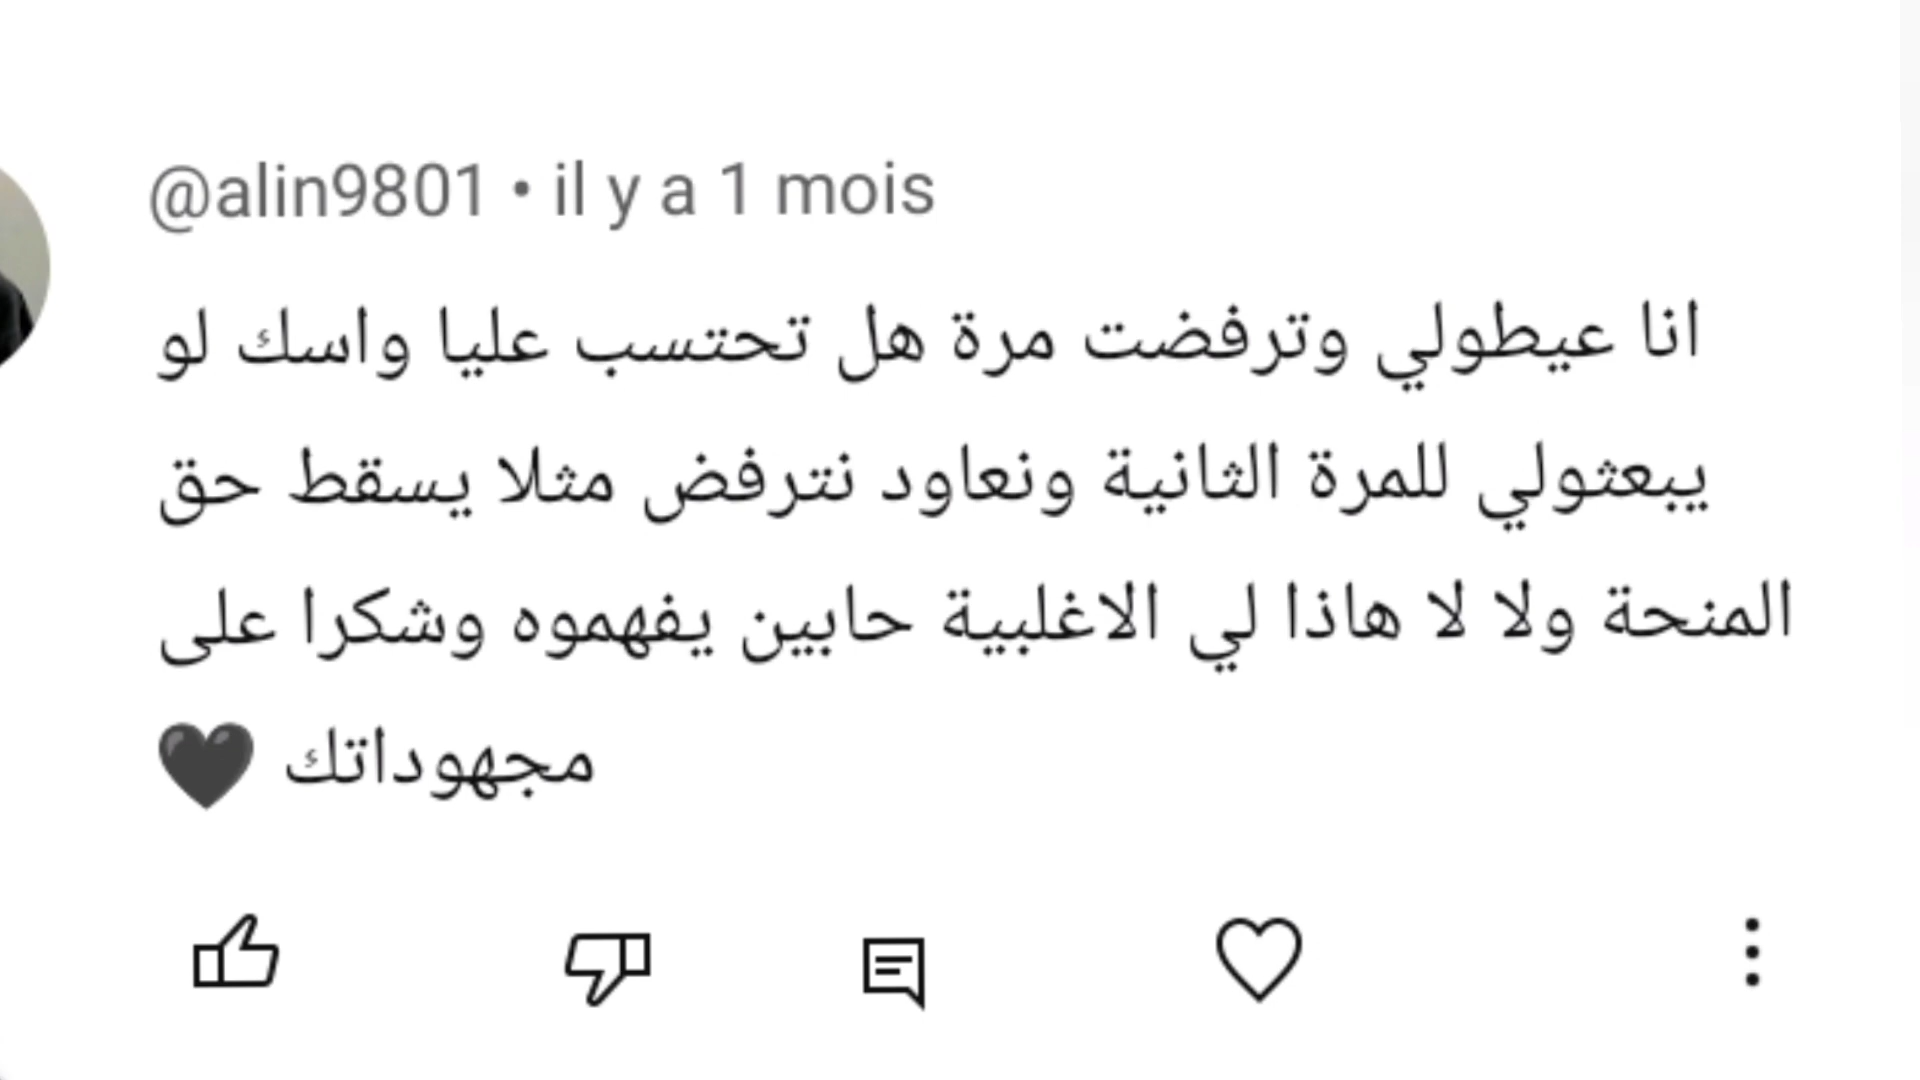 @alin9801 • il y a 1 mois
انا عيطولي وترفضت مرة هل تحتسب عليا واسك لو
يبعثولي للمرة الثانية ونعاود نترفض مثلا يسقط حق
المنحة ولا لا هاذا لي الاغلبية حابين يفهموه وشكرا على
مجهوداتك 🖤